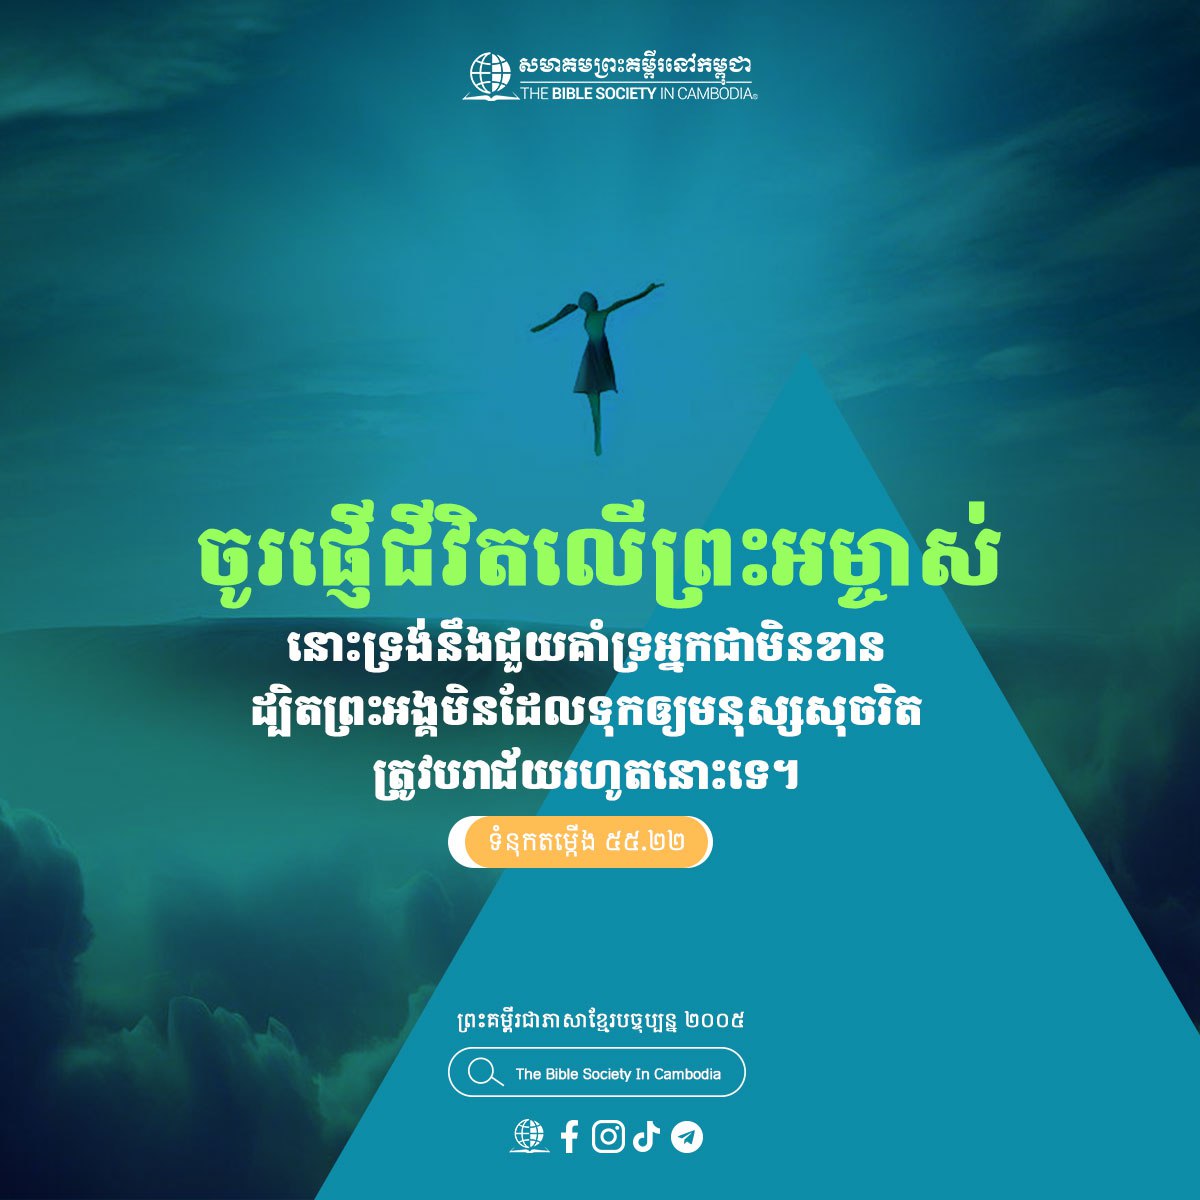 សមាគមព្រះគម្ពីរនៅកម្ពុជា
THE BIBLE SOCIETY IN CAMBODIA®
ចូរផ្ញើជីវិតលើព្រះអម្ចាស់
នោះទ្រង់នឹងជួយគាំទ្រអ្នកជាមិនខាន
ដ្បិតព្រះអង្គមិនដែលទុកឲ្យមនុស្សសុចរិត
ត្រូវបរាជ័យរហូតនោះទេ។
ទំនុកតម្កើង ៥៥.២២
ព្រះគម្ពីរជាភាសាខ្មែរបច្ចុប្បន្ន ២០០៥
The Bible Society In Cambodia